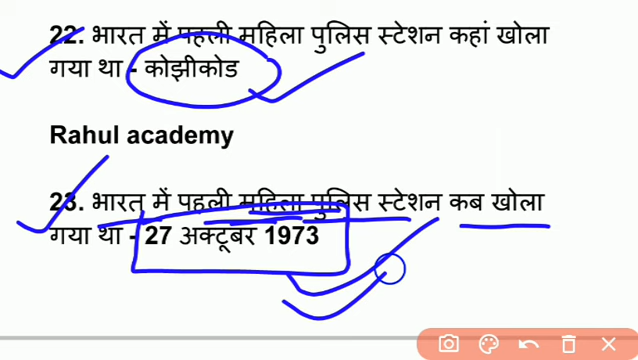 22. भारत में पहली महिला पुलिस स्टेशन कहां खोला
गया था - कोझीकोड
Rahul academy
23. भारत में पहली महिला पुलिस स्टेशन कब खोला
गया था - 27 अक्टूबर 1973